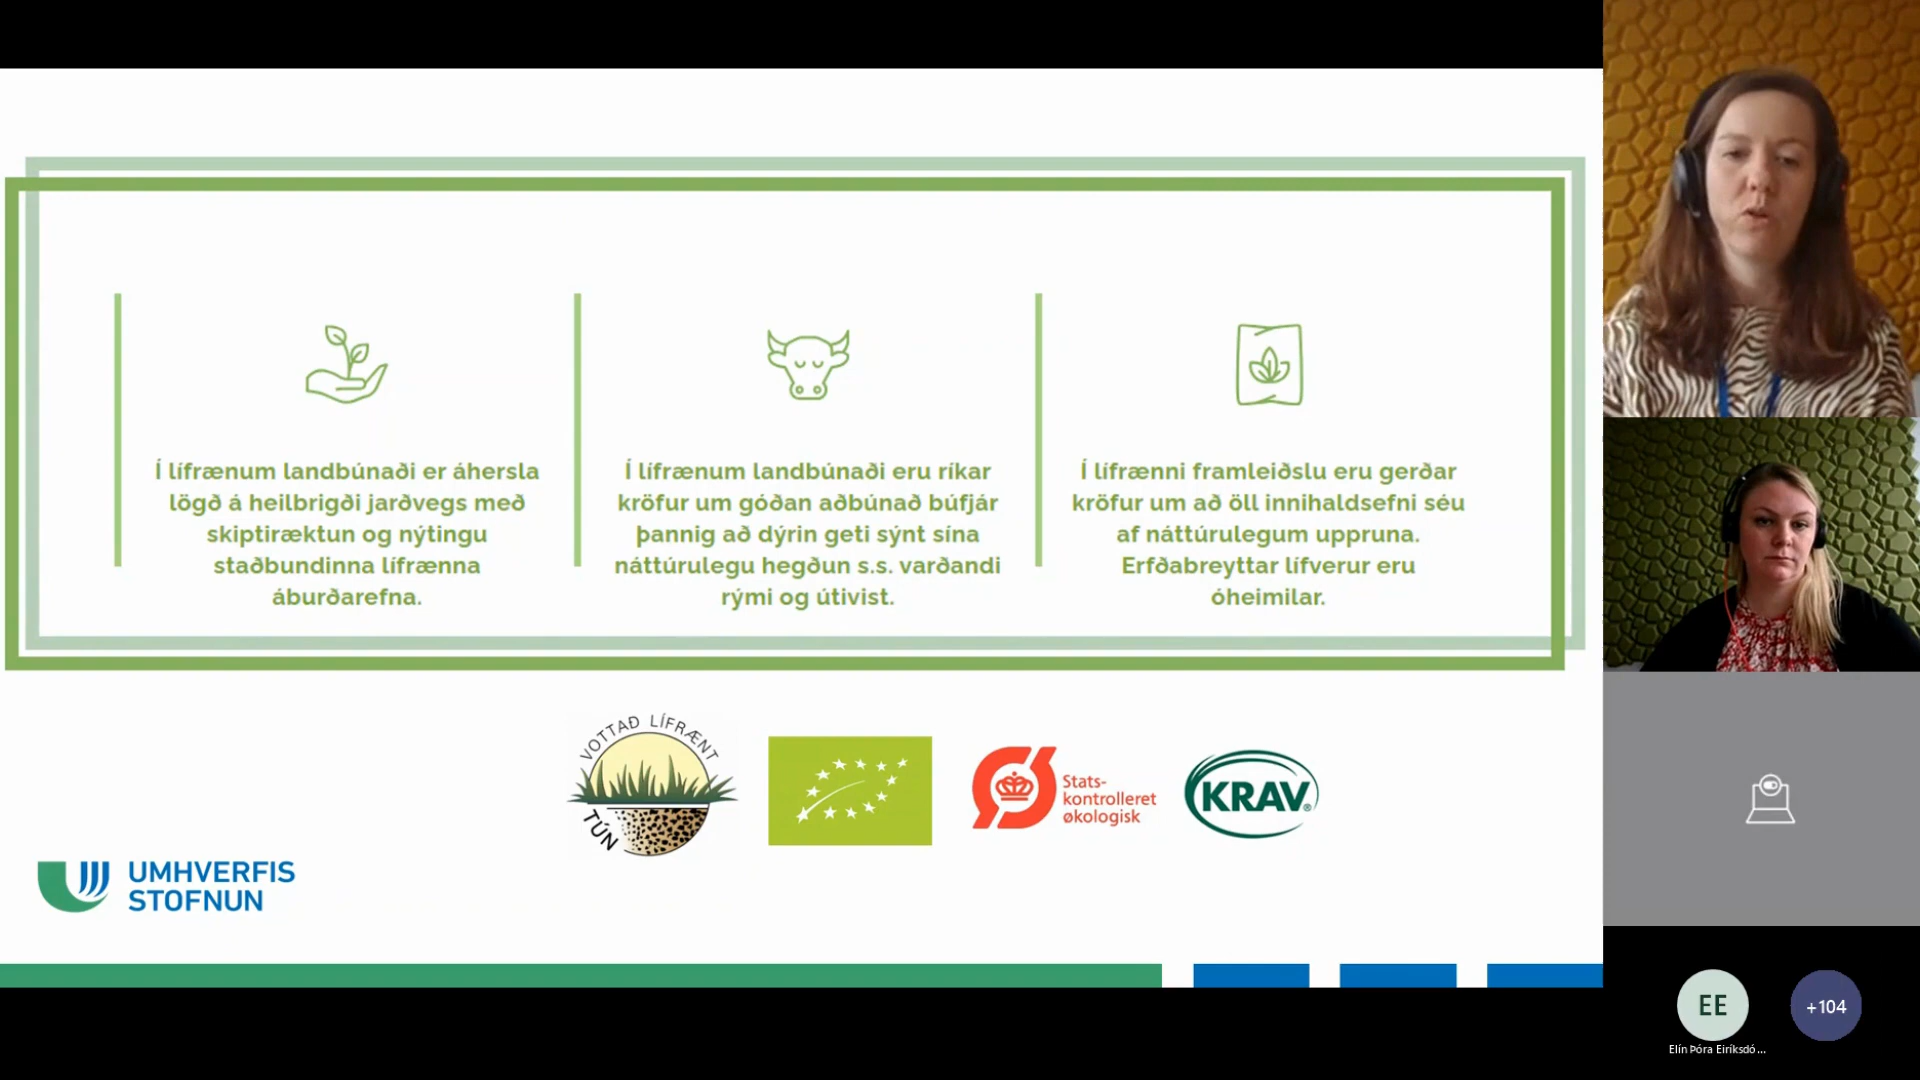 Í lífrænum landbúnaði er áhersla
lögð á heilbrigði jarðvegs með
skiptiræktun og nýtingu
staðbundinna lífrænna
áburðarefna.
Í lífrænum landbúnaði eru ríkar
kröfur um góðan aðbúnað búfjár
þannig að dýrin geti sýnt sína
náttúrulegu hegðun s.s. varðandi
rými og útivist.
Í lífrænni framleiðslu eru gerðar
kröfur um að öll innihaldsefni séu
af náttúrulegum uppruna.
Erfðabreyttar lífverur eru
óheimilar.
VOTTAÐ LÍFRÆNT
TÚN
Stats-
kontrolleret
økologisk
KRAV®
UMHVERFIS
STOFNUN
EE
+104
Elín Þóra Eiríksdó...